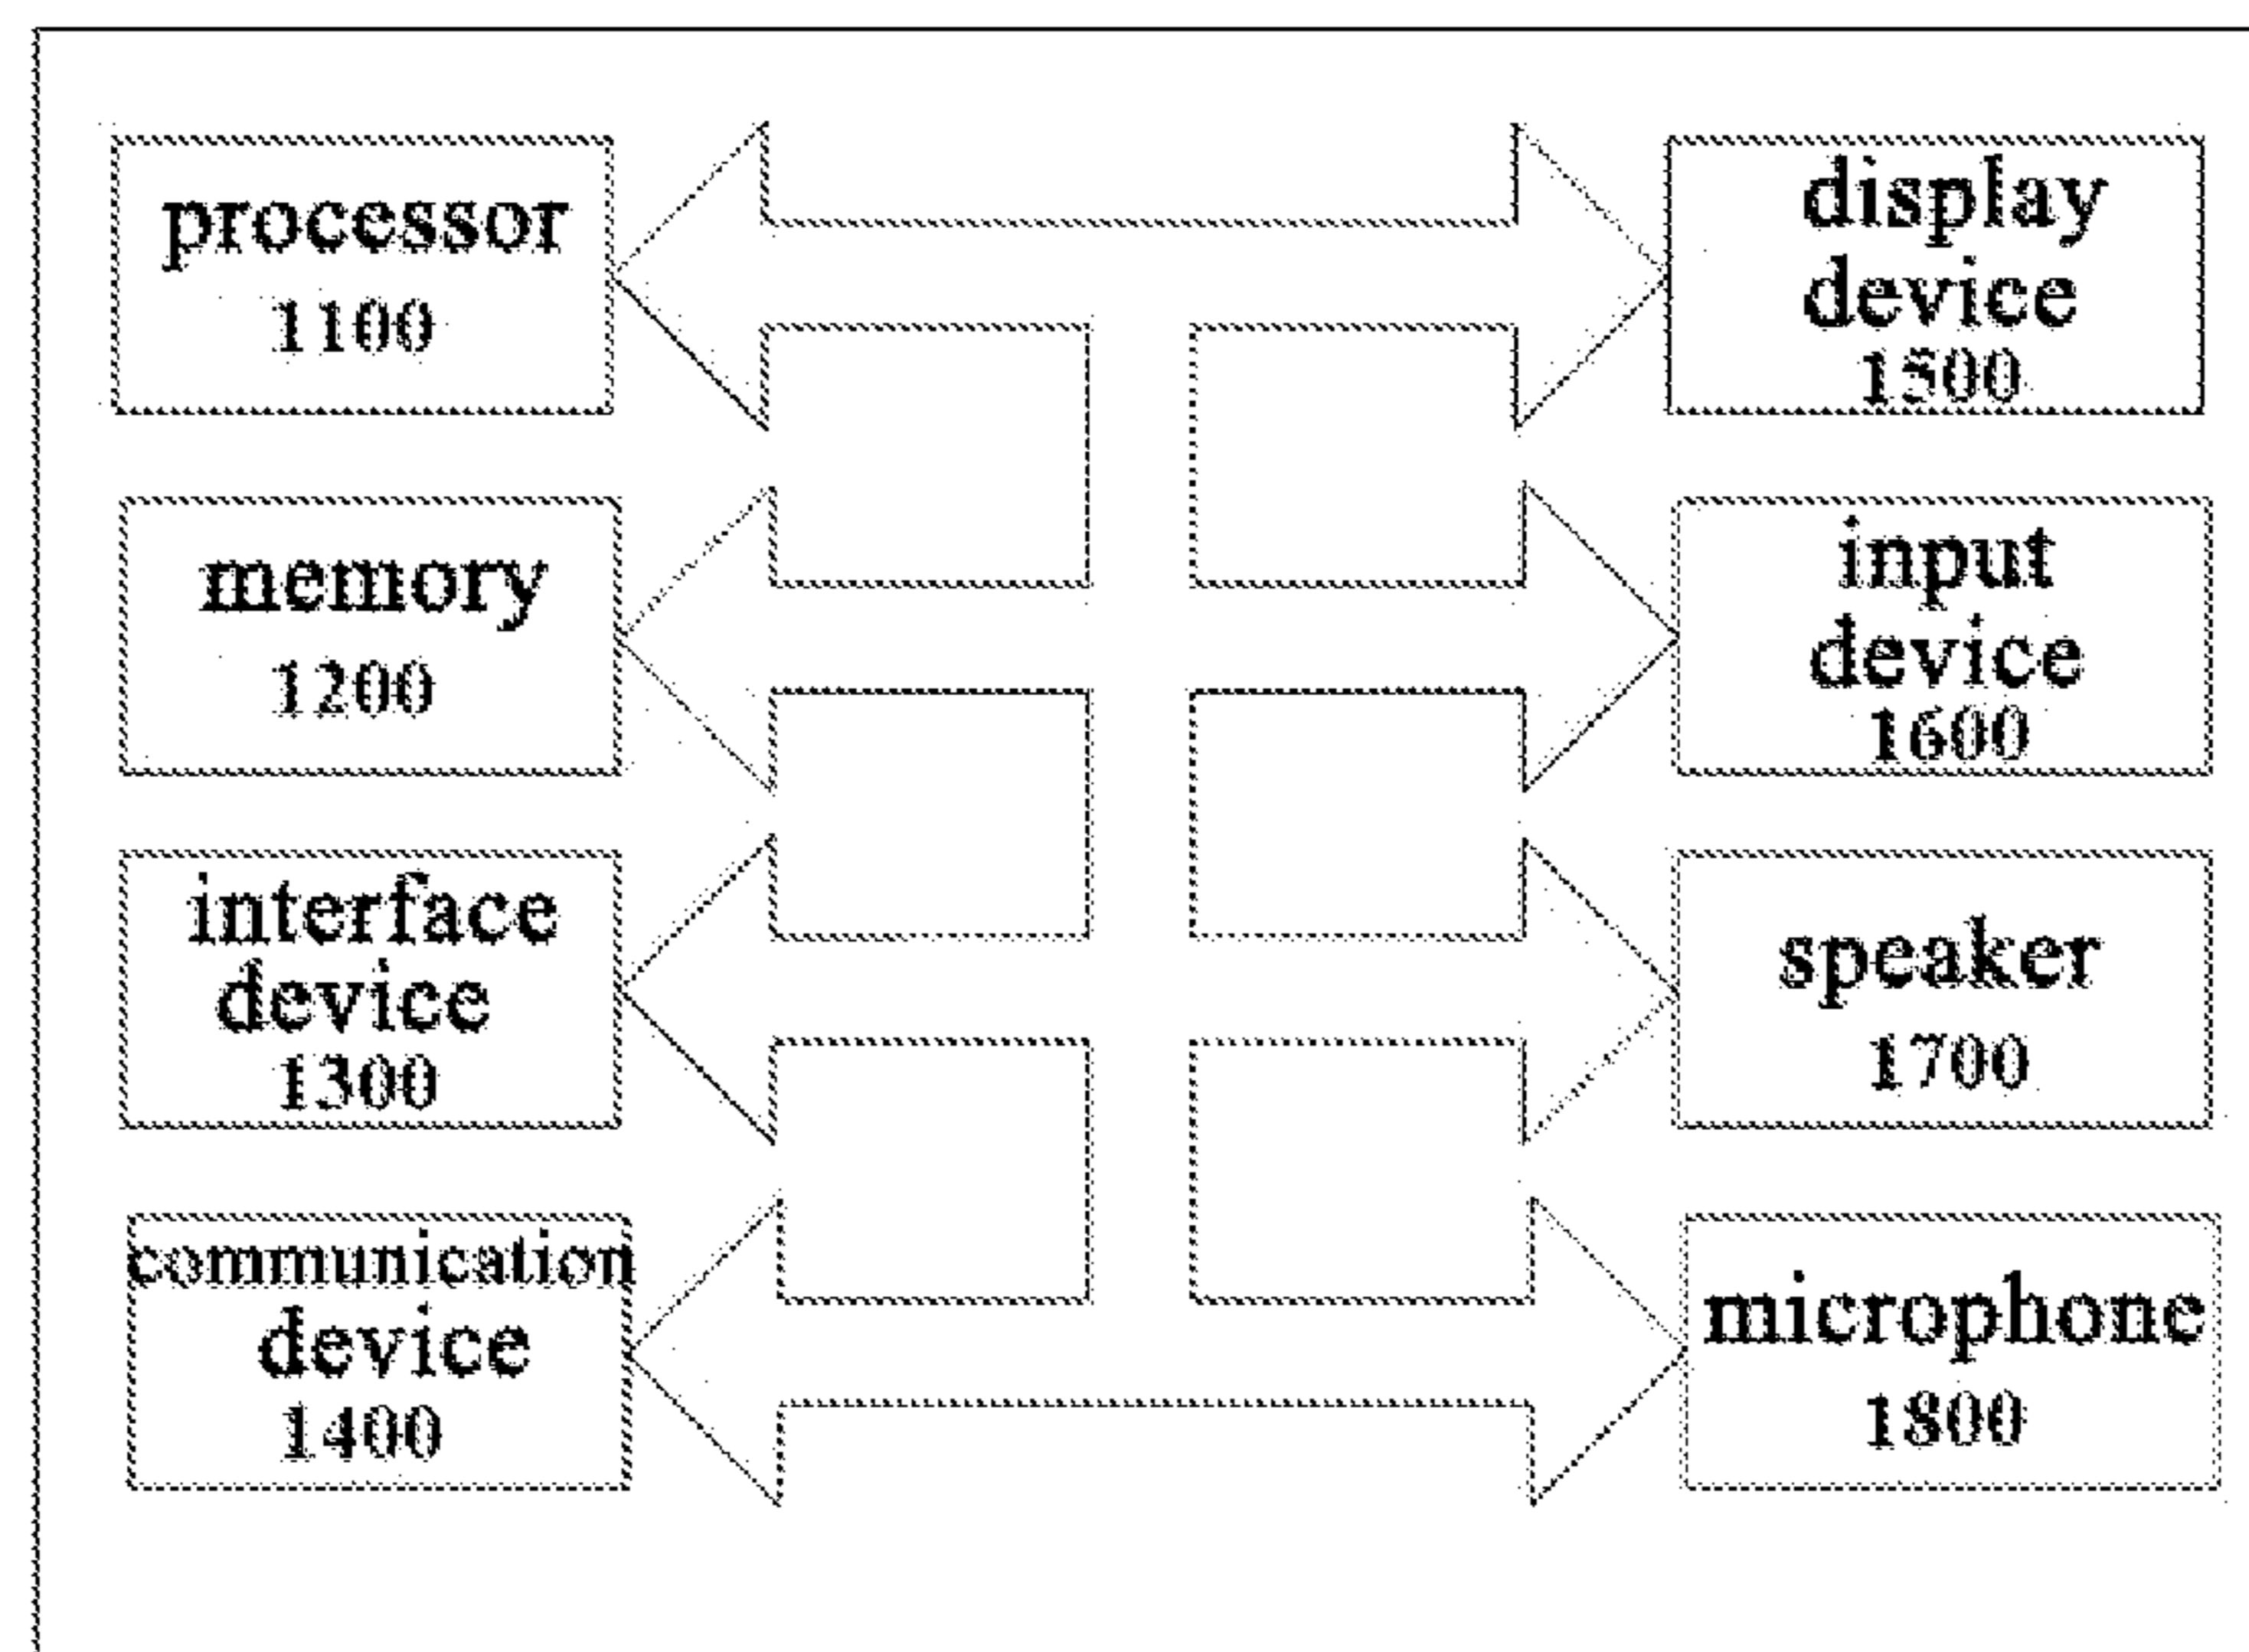 processor
1100
display
device
1500
memory
1200
input
device
1600
interface
device
1300
speaker
1700
communication
device
1400
microphone
1800